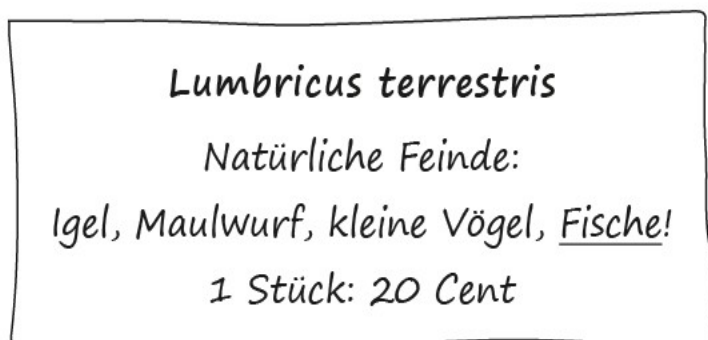 Lumbricus terrestris
Natürliche Feinde:
Igel, Maulwurf, kleine Vögel, Fische!
1 Stück: 20 Cent